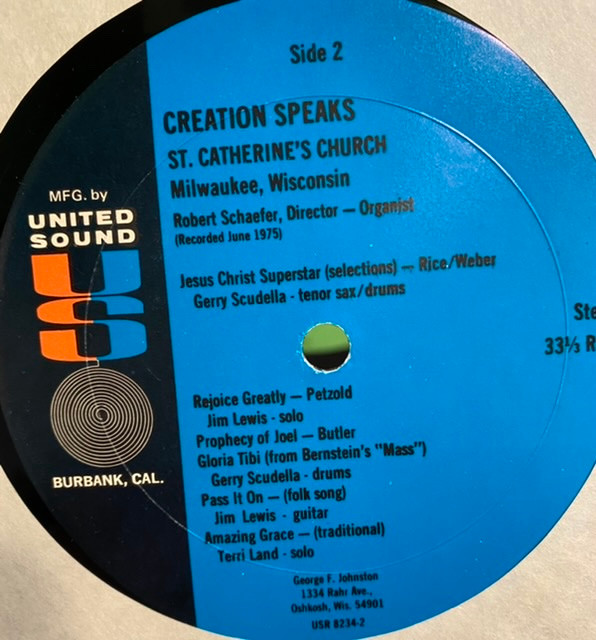 Side 2
CREATION SPEAKS
ST. CATHERINE'S CHURCH
Milwaukee, Wisconsin
Robert Schaefer, Director — Organist
(Recorded June 1975)
MFG. by
UNITED
SOUND
US
BURBANK, CAL.
Jesus Christ Superstar (selections) — Rice/Weber
Gerry Scudella - tenor sax/drums
Ste
33⅓ R
Rejoice Greatly — Petzold
Jim Lewis - solo
Prophecy of Joel — Butler
Gloria Tibi (from Bernstein's "Mass")
Gerry Scudella - drums
Pass It On — (folk song)
Jim Lewis - guitar
Amazing Grace — (traditional)
Terri Land - solo
George F. Johnston
1334 Rahr Ave.,
Oshkosh, Wis. 54901
USR 8234-2